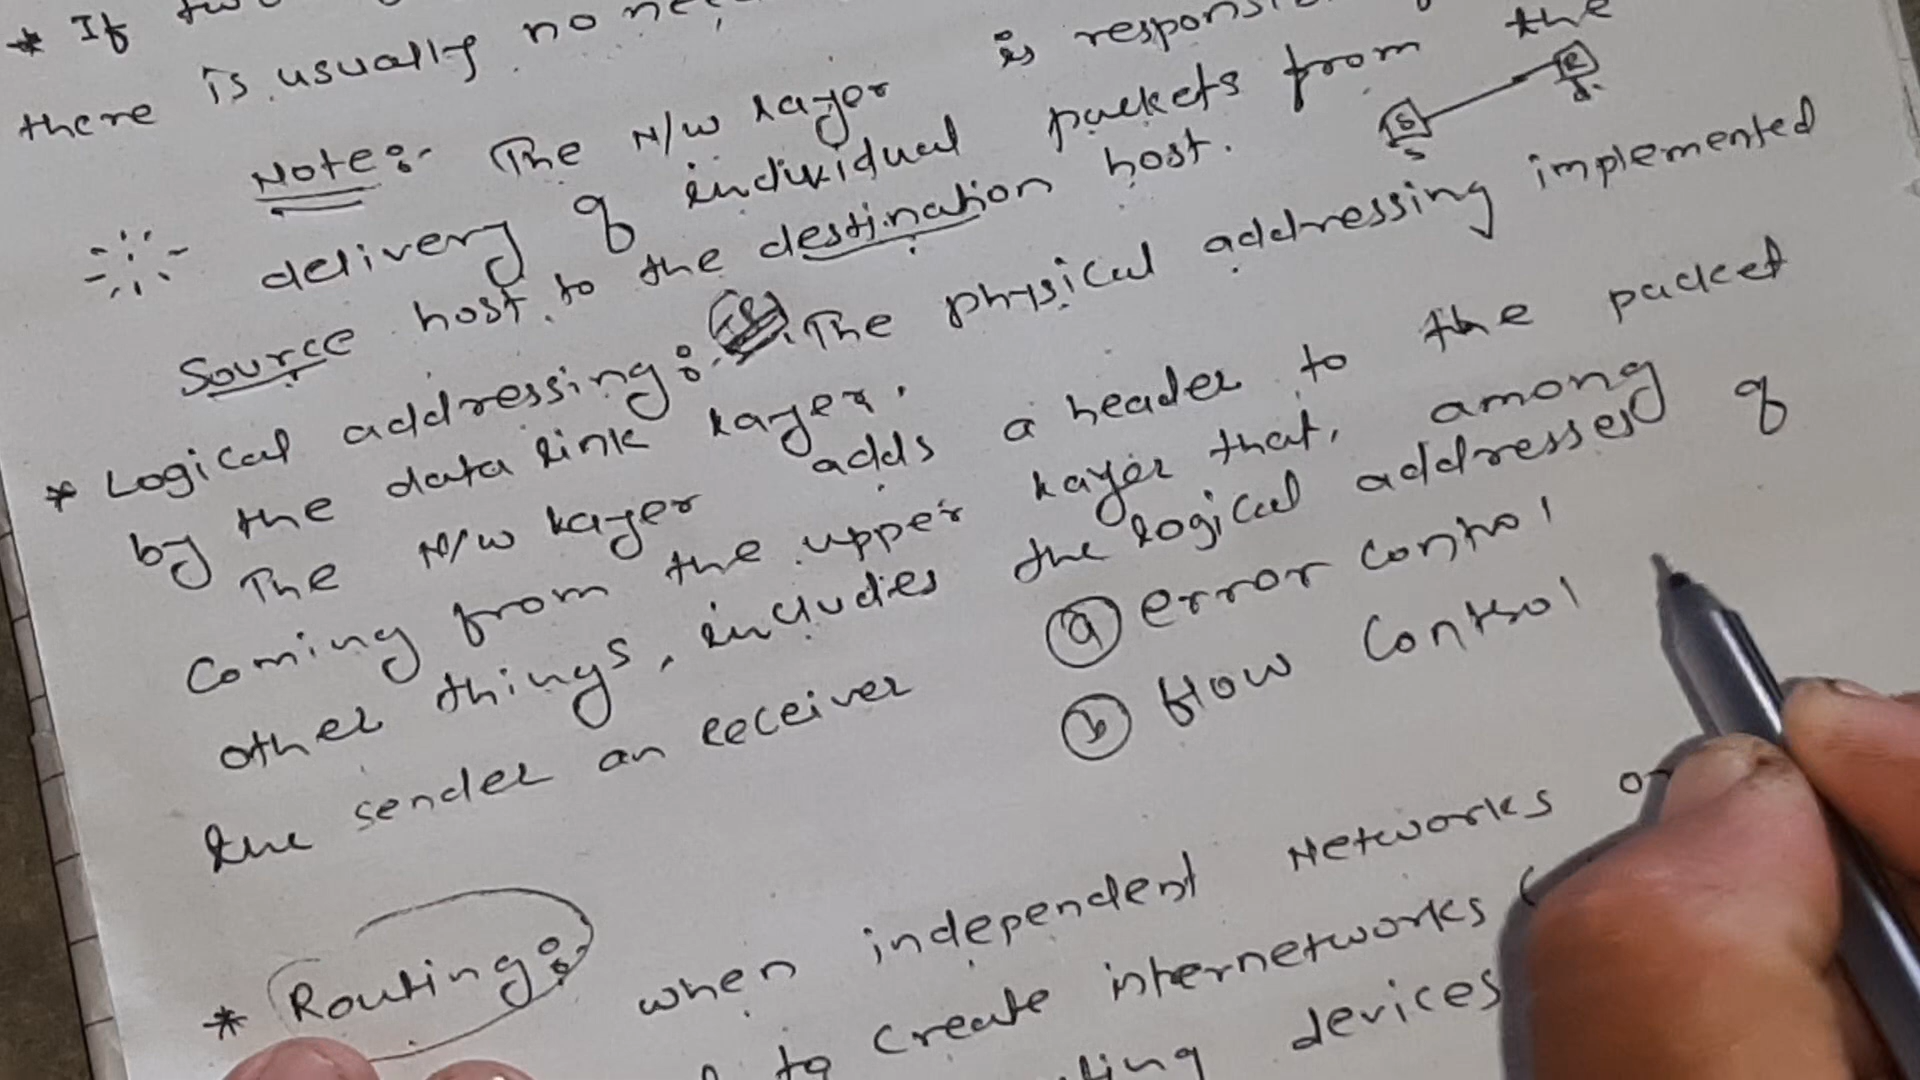 * If two
there is usually no
Note:- The N/W layer is
delivery of individual packets from the
Source host to the destination host.
S R
S d.
* Logical addressing:- The physical addressing implemented
by the data link layer.
The N/W layer adds a header to the packet
coming from the upper layer that, among
other things, includes the logical addresses of
the sender an receiver
(a) error control
(b) flow control
* Routing:- when independent Networks
to create internetworks (
devices